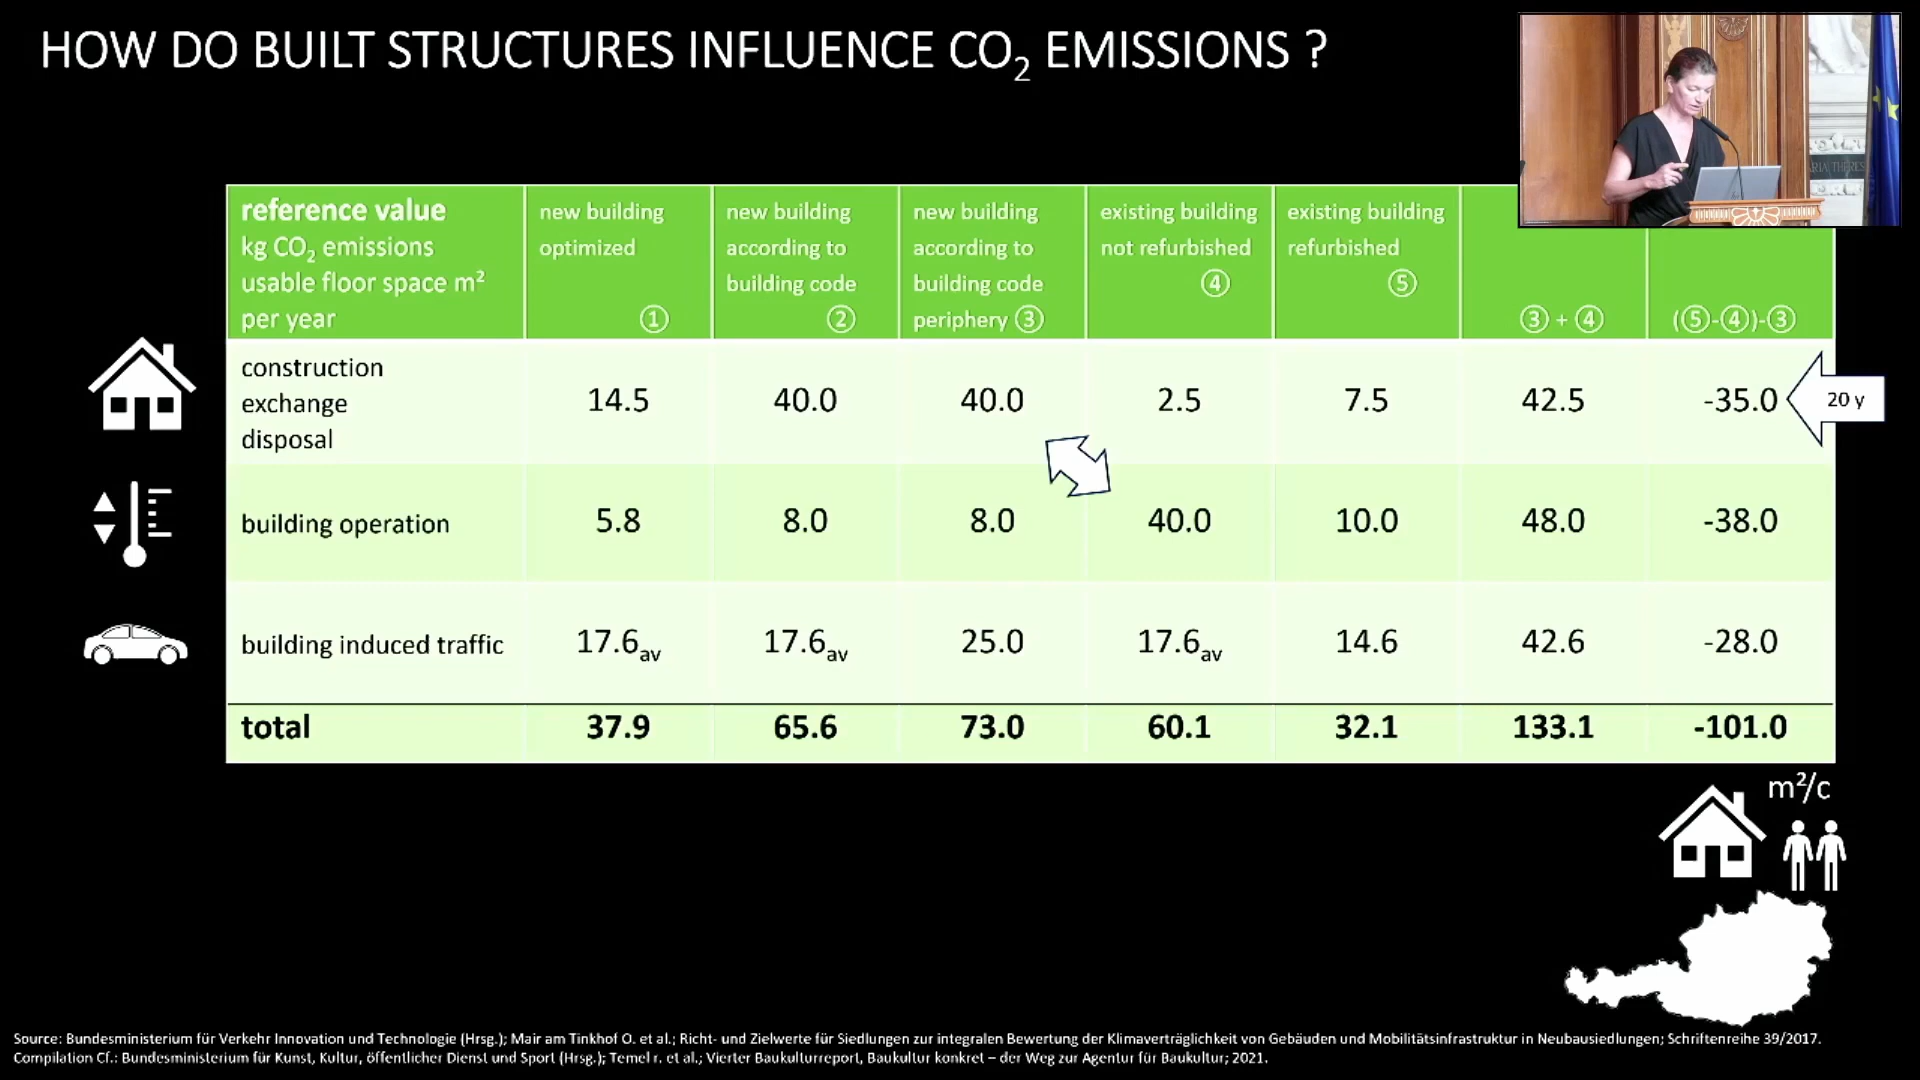 HOW DO BUILT STRUCTURES INFLUENCE CO₂ EMISSIONS ?
reference value
kg CO₂ emissions
usable floor space m²
per year
new building
optimized
①
new building
according to
building code
②
new building
according to
building code
periphery ③
existing building
not refurbished
④
existing building
refurbished
⑤
③ + ④
((⑤-④)-③
construction
exchange
disposal
14.5
40.0
40.0
2.5
7.5
42.5
-35.0
20 y
building operation
5.8
8.0
8.0
40.0
10.0
48.0
-38.0
building induced traffic
17.6av
17.6av
25.0
17.6av
14.6
42.6
-28.0
total
37.9
65.6
73.0
60.1
32.1
133.1
-101.0
m²/c
Source: Bundesministerium für Verkehr Innovation und Technologie (Hrsg.); Mair am Tinkhof O. et al.; Richt- und Zielwerte für Siedlungen zur integralen Bewertung der Klimaverträglichkeit von Gebäuden und Mobilitätsinfrastruktur in Neubausiedlungen; Schriftenreihe 39/2017.
Compilation Cf.: Bundesministerium für Kunst, Kultur, öffentlicher Dienst und Sport (Hrsg.); Temel r. et al.; Vierter Baukulturreport, Baukultur konkret – der Weg zur Agentur für Baukultur; 2021.